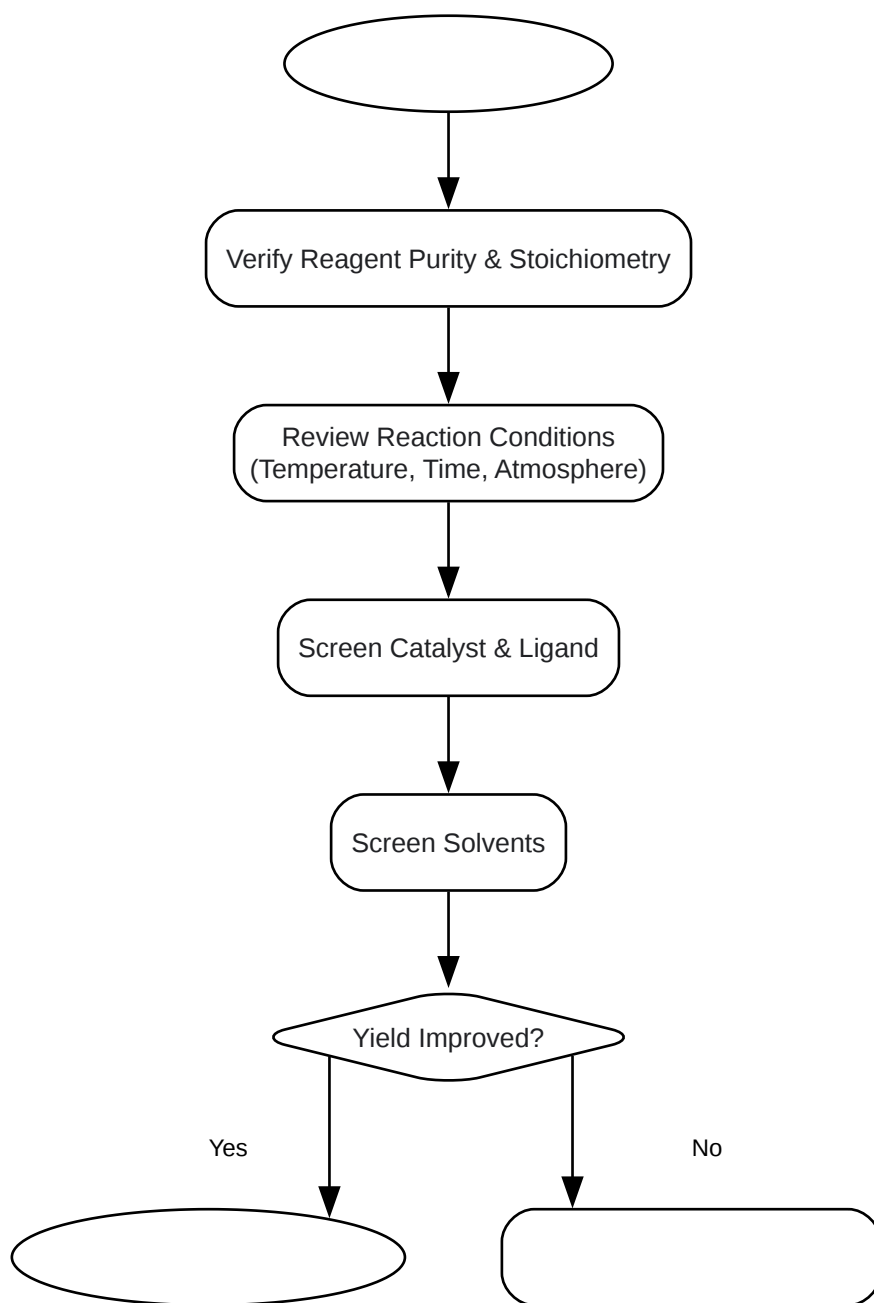 Verify Reagent Purity & Stoichiometry
Review Reaction Conditions
(Temperature, Time, Atmosphere)
Screen Catalyst & Ligand
Screen Solvents
Yield Improved?
Yes
No